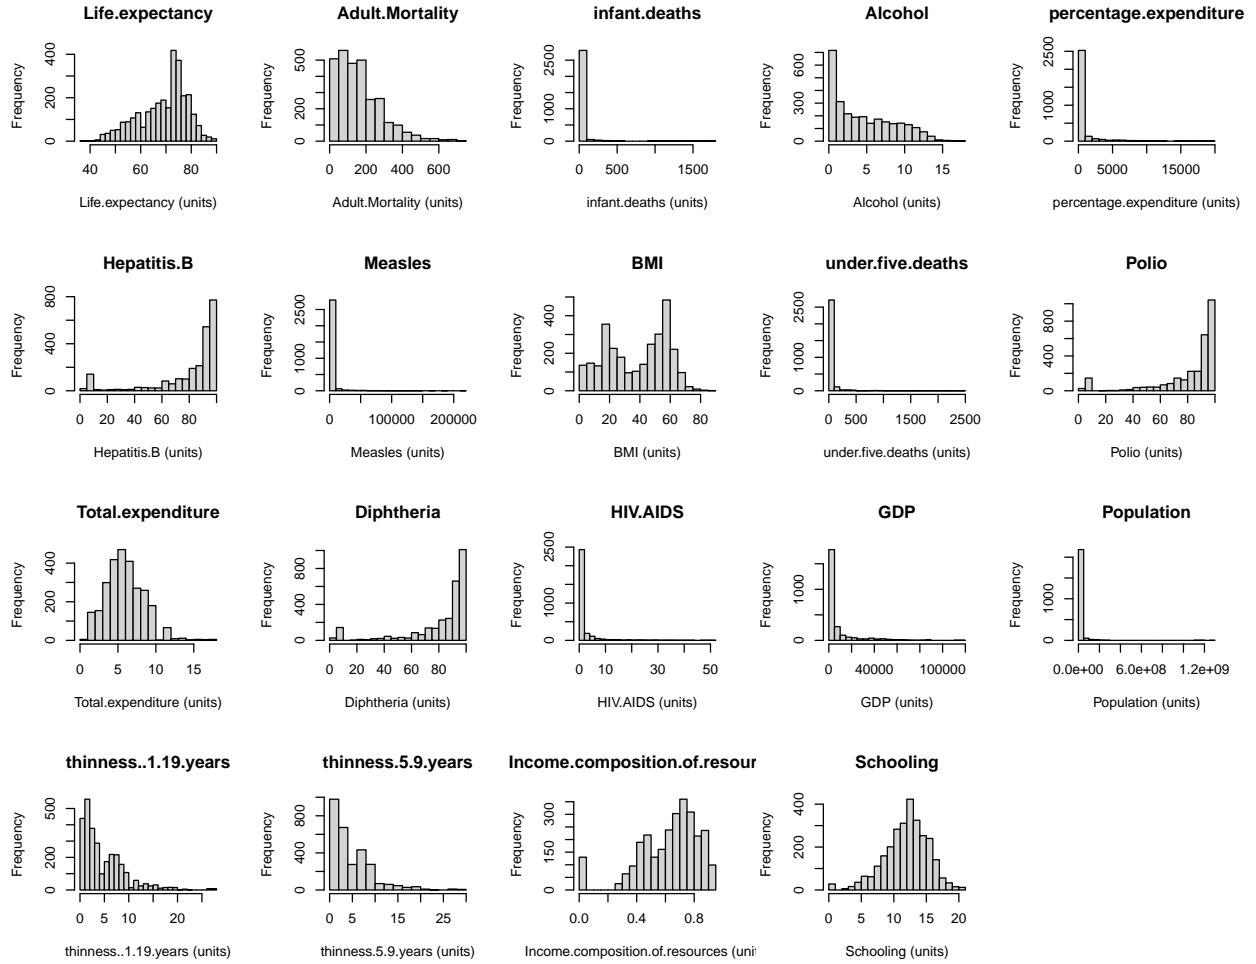 Life.expectancy
Frequency
0 200 400
40 60 80
Life.expectancy (units)
Adult.Mortality
Frequency
0 200 500
0 200 400 600
Adult.Mortality (units)
infant.deaths
Frequency
0 1000 2500
0 500 1500
infant.deaths (units)
Alcohol
Frequency
0 300 600
0 5 10 15
Alcohol (units)
percentage.expenditure
Frequency
0 1000 2500
0 5000 15000
percentage.expenditure (units)
Hepatitis.B
Frequency
0 400 800
0 20 40 60 80
Hepatitis.B (units)
Measles
Frequency
0 1000 2500
0 100000 200000
Measles (units)
BMI
Frequency
0 200 400
0 20 40 60 80
BMI (units)
under.five.deaths
Frequency
0 1000 2500
0 500 1500 2500
under.five.deaths (units)
Polio
Frequency
0 400 800
0 20 40 60 80
Polio (units)
Total.expenditure
Frequency
0 200 400
5 10 15
Total.expenditure (units)
Diphtheria
Frequency
0 400 800
0 20 40 60 80
Diphtheria (units)
HIV.AIDS
Frequency
0 1000 2500
0 10 30 50
HIV.AIDS (units)
GDP
Frequency
0 1000
0 40000 100000
GDP (units)
Population
Frequency
0 1000
0.0e+00 6.0e+08 1.2e+09
Population (units)
thinness..1.19.years
Frequency
0 200 500
0 5 10 20
thinness..1.19.years (units)
thinness.5.9.years
Frequency
0 400 800
0 5 15 25
thinness.5.9.years (units)
Income.composition.of.resour
Frequency
0 150 300
0.0 0.4 0.8
Income.composition.of.resources (unit
Schooling
Frequency
0 200 400
0 5 10 15 20
Schooling (units)